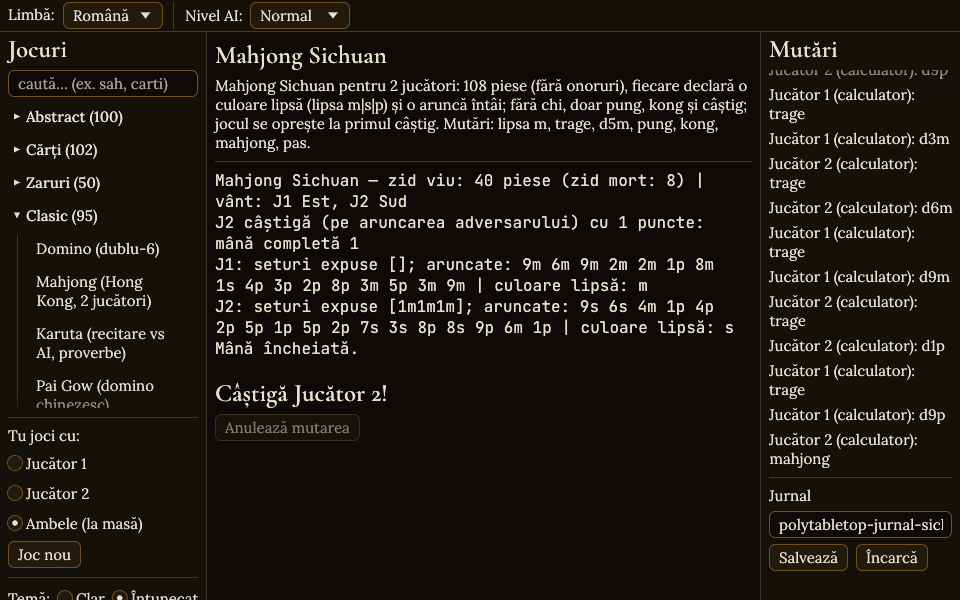 Limbă: Română ▼ Nivel AI: Normal ▼
Jocuri
caută... (ex. sah, carti)
▸ Abstract (100)
▸ Cărți (102)
▸ Zaruri (50)
▾ Clasic (95)
Domino (dublu-6)
Mahjong (Hong
Kong, 2 jucători)
Karuta (recitare vs
AI, proverbe)
Pai Gow (domino
chinezesc)
Tu joci cu:
Jucător 1
Jucător 2
Ambele (la masă)
Joc nou
Temă: Clar Întunecat
Mahjong Sichuan
Mahjong Sichuan pentru 2 jucători: 108 piese (fără onoruri), fiecare declară o
culoare lipsă (lipsa m|s|p) și o aruncă întâi; fără chi, doar pung, kong și câștig;
jocul se oprește la primul câștig. Mutări: lipsa m, trage, d5m, pung, kong,
mahjong, pas.
Mahjong Sichuan — zid viu: 40 piese (zid mort: 8) |
vânt: J1 Est, J2 Sud
J2 câștigă (pe aruncarea adversarului) cu 1 puncte:
mână completă 1
J1: seturi expuse []; aruncate: 9m 6m 9m 2m 2m 1p 8m
1s 4p 3p 2p 8p 3m 5p 3m 9m | culoare lipsă: m
J2: seturi expuse [1m1m1m]; aruncate: 9s 6s 4m 1p 4p
2p 5p 1p 5p 2p 7s 3s 8p 8s 9p 6m 1p | culoare lipsă: s
Mână încheiată.
Câștigă Jucător 2!
Anulează mutarea
Mutări
Jucător 2 (calculator): d9p
Jucător 1 (calculator):
trage
Jucător 1 (calculator): d3m
Jucător 2 (calculator):
trage
Jucător 2 (calculator): d6m
Jucător 1 (calculator):
trage
Jucător 1 (calculator): d9m
Jucător 2 (calculator):
trage
Jucător 2 (calculator): d1p
Jucător 1 (calculator):
trage
Jucător 1 (calculator): d9p
Jucător 2 (calculator):
mahjong
Jurnal
polytabletop-jurnal-sicl
Salvează Încarcă